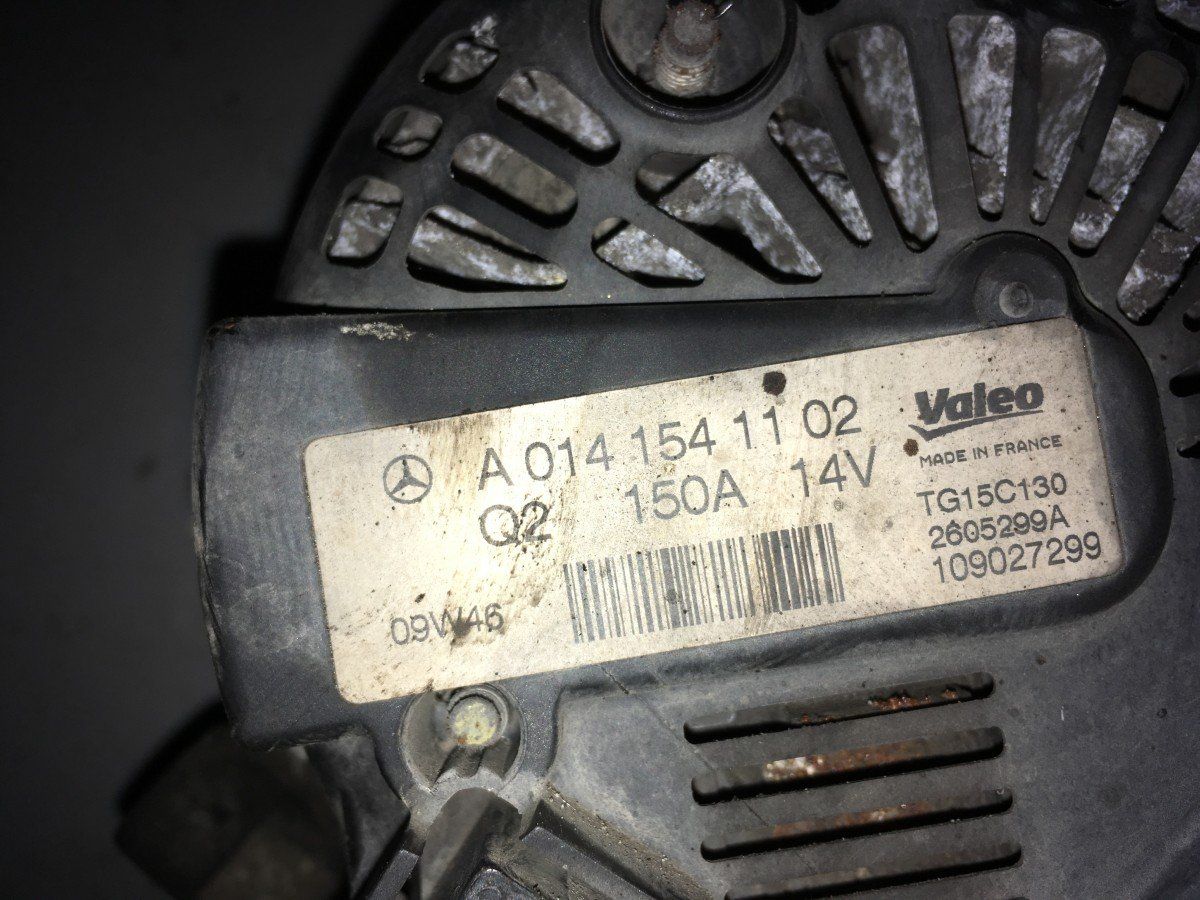 A 014 154 11 02
Q2 150A 14V
09W46
Valeo
MADE IN FRANCE
TG15C130
2605299A
109027299